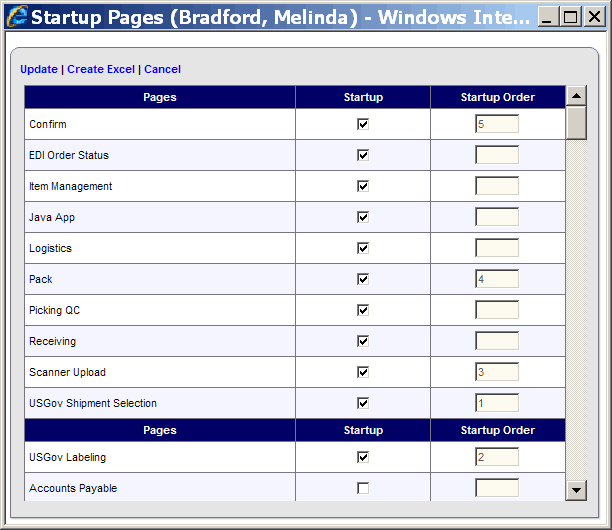 Startup Pages (Bradford, Melinda) - Windows Inte...
Update | Create Excel | Cancel
Pages Startup Startup Order
Confirm 5
EDI Order Status
Item Management
Java App
Logistics
Pack 4
Picking QC
Receiving
Scanner Upload 3
USGov Shipment Selection 1
Pages Startup Startup Order
USGov Labeling 2
Accounts Payable